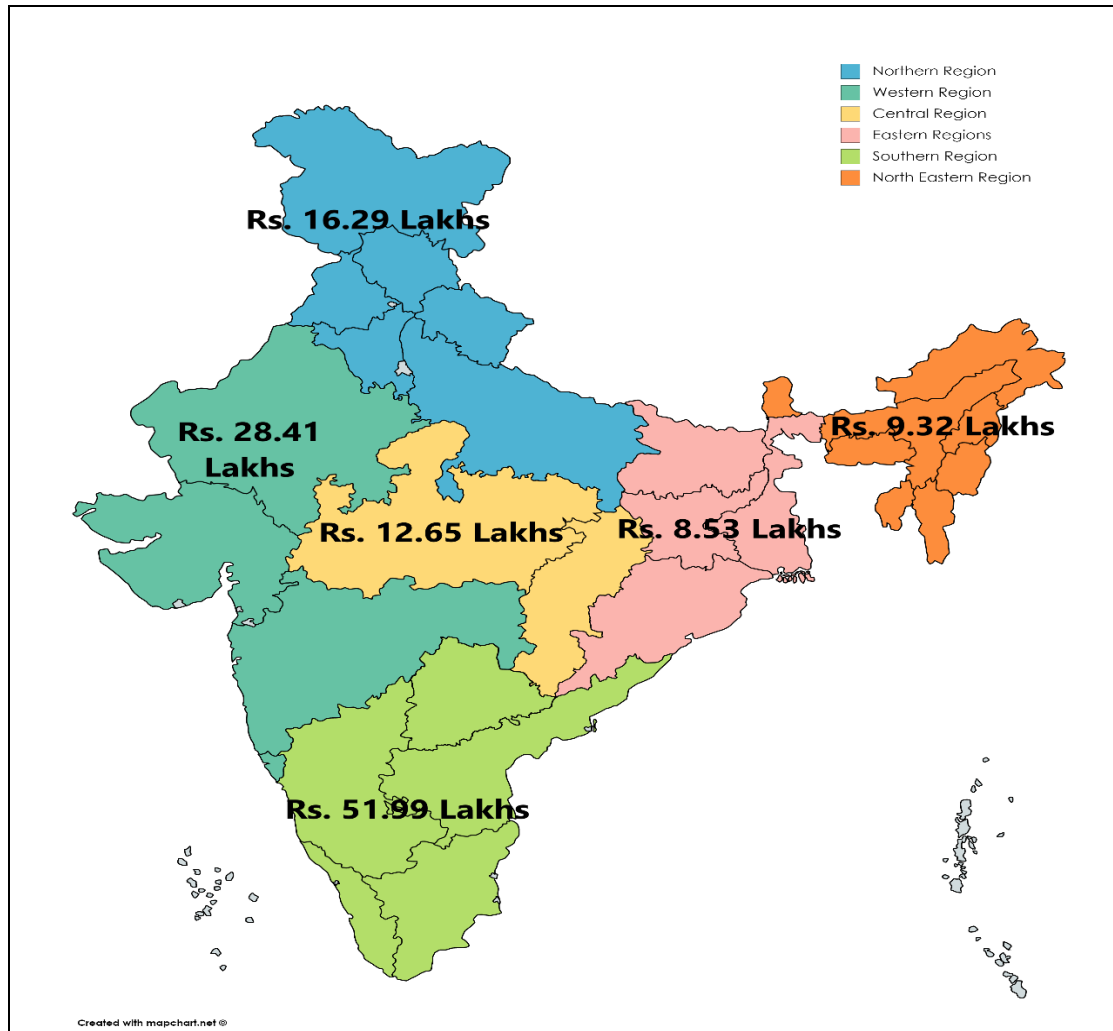 Northern Region
Western Region
Central Region
Eastern Regions
Southern Region
North Eastern Region
Rs. 16.29 Lakhs
Rs. 28.41
Lakhs
Rs. 9.32 Lakhs
Rs. 12.65 Lakhs
Rs. 8.53 Lakhs
Rs. 51.99 Lakhs
Created with mapchart.net ©